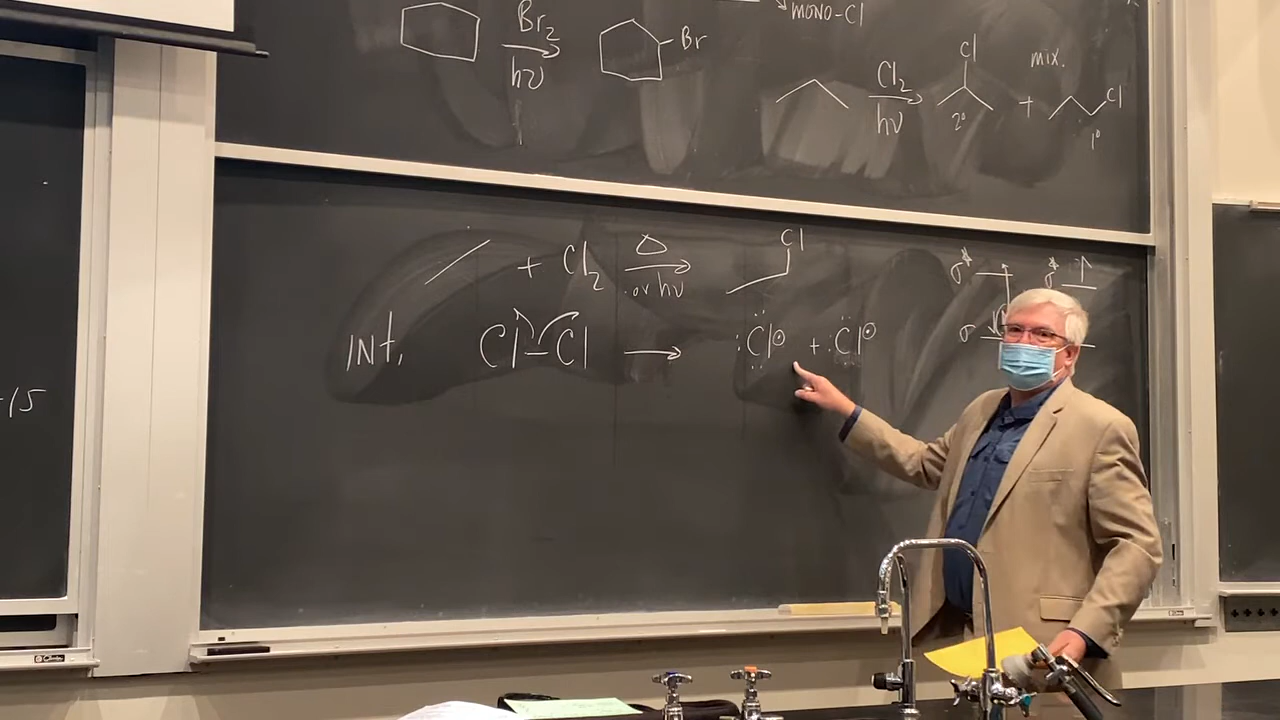 MONO-Cl
Br₂
hν
Br
Cl₂
hν
Cl
2°
+
mix.
Cl
1°
+ Cl₂
Δ
or hν
Cl
INt.
Cl–Cl
:Cl• + :Cl•
σ* σ*
σ
-15